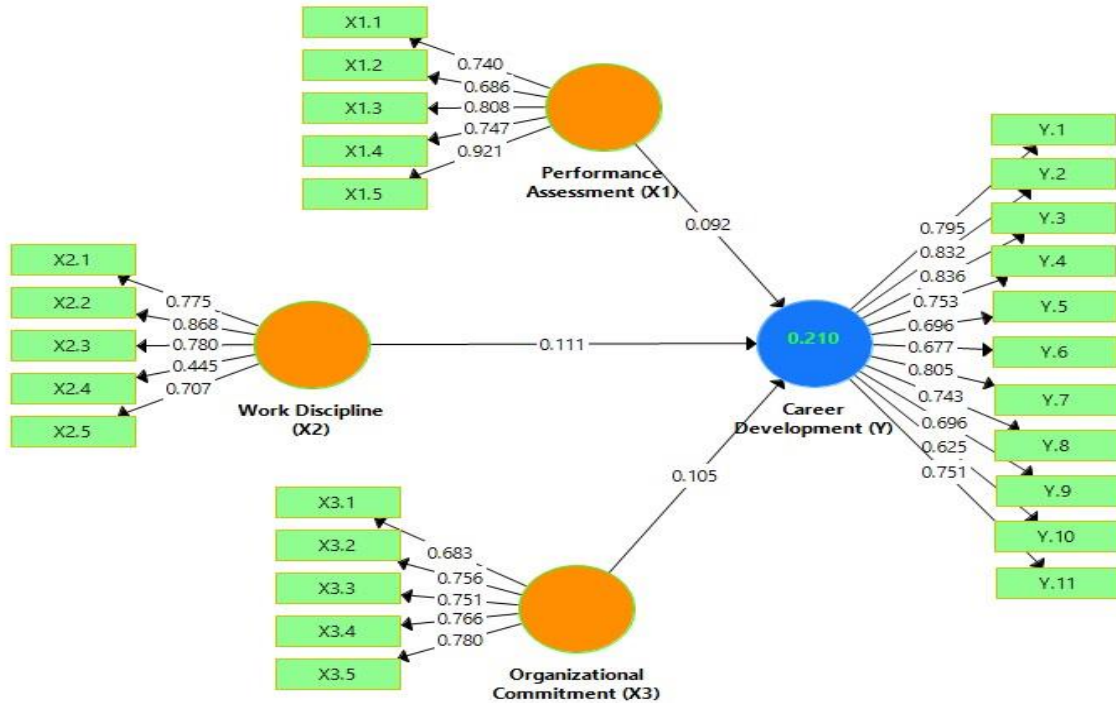 X1.1
X1.2
X1.3
X1.4
X1.5
0.740
0.686
0.808
0.747
0.921
Performance
Assessment (X1)
0.092
X2.1
X2.2
X2.3
X2.4
X2.5
0.775
0.868
0.780
0.445
0.707
Work Discipline
(X2)
0.111
X3.1
X3.2
X3.3
X3.4
X3.5
0.683
0.756
0.751
0.766
0.780
Organizational
Commitment (X3)
0.105
0.210
Career
Development (Y)
0.795
0.832
0.836
0.753
0.696
0.677
0.805
0.743
0.696
0.625
0.751
Y.1
Y.2
Y.3
Y.4
Y.5
Y.6
Y.7
Y.8
Y.9
Y.10
Y.11